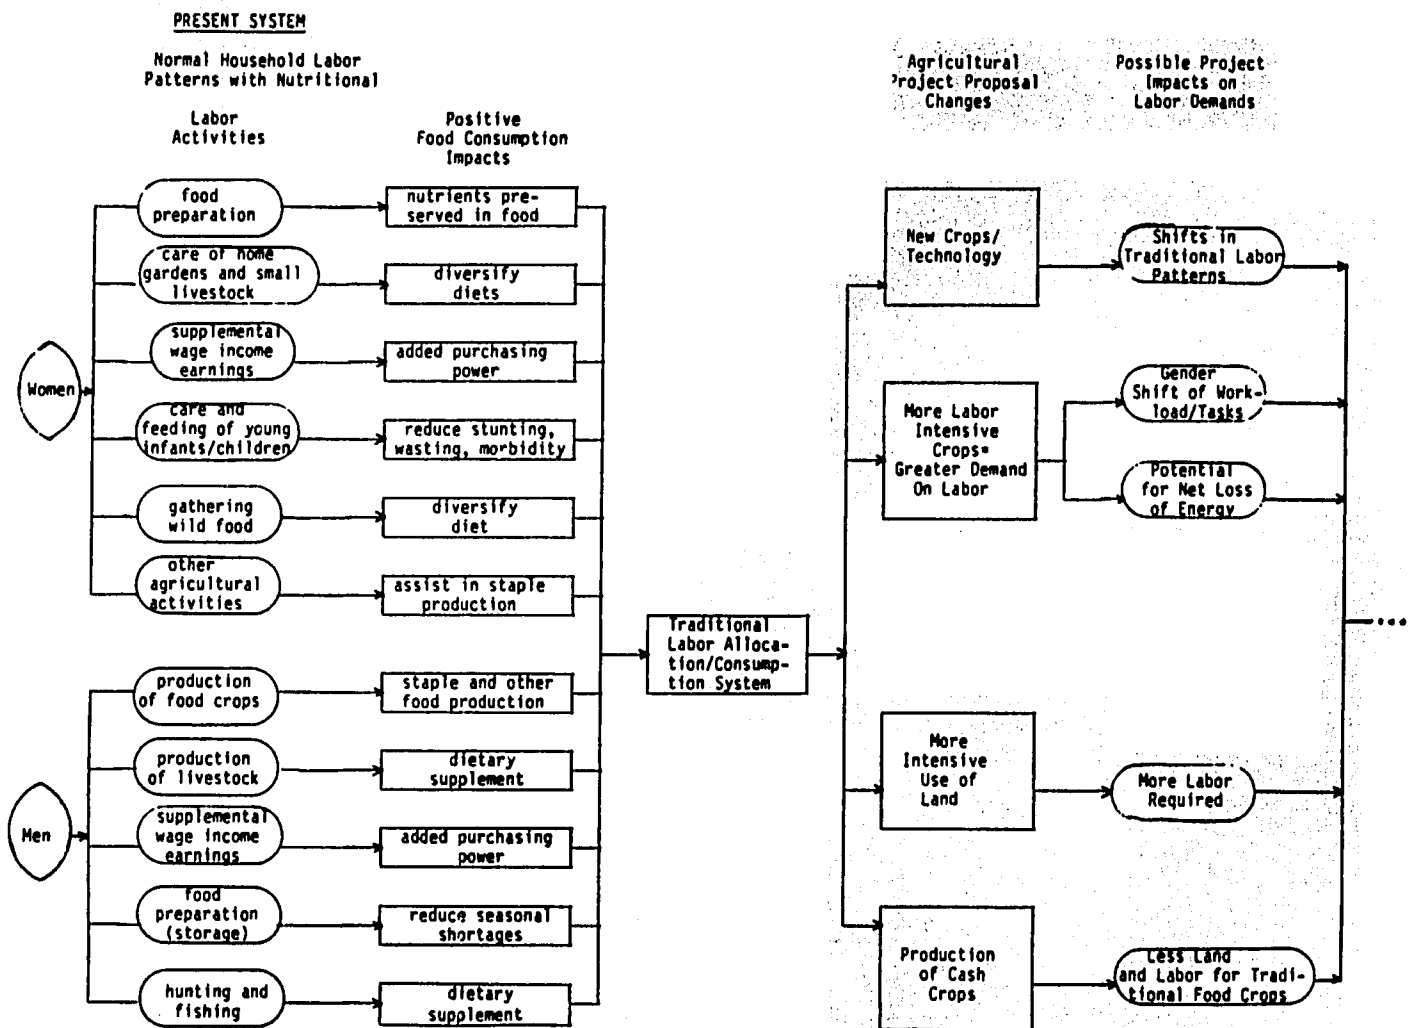 PRESENT SYSTEM
Normal Household Labor
Patterns with Nutritional
Labor
Activities
Positive
Food Consumption
Impacts
Agricultural
Project Proposal
Changes
Possible Project
Impacts on
Labor Demands
Women
food
preparation
nutrients pre-
served in food
care of home
gardens and small
livestock
diversify
diets
supplemental
wage income
earnings
added purchasing
power
care and
feeding of young
infants/children
reduce stunting,
wasting, morbidity
gathering
wild food
diversify
diet
other
agricultural
activities
assist in staple
production
Men
production
of food crops
staple and other
food production
production
of livestock
dietary
supplement
supplemental
wage income
earnings
added purchasing
power
food
preparation
(storage)
reduce seasonal
shortages
hunting and
fishing
dietary
supplement
Traditional
Labor Alloca-
tion/Consump-
tion System
New Crops/
Technology
Shifts in
Traditional Labor
Patterns
More Labor
Intensive
Crops=
Greater Demand
On Labor
Gender
Shift of Work-
load/Tasks
Potential
for Net Loss
of Energy
More
Intensive
Use of
Land
More Labor
Required
Production
of Cash
Crops
Less Land
and Labor for Tradi-
tional Food Crops
....